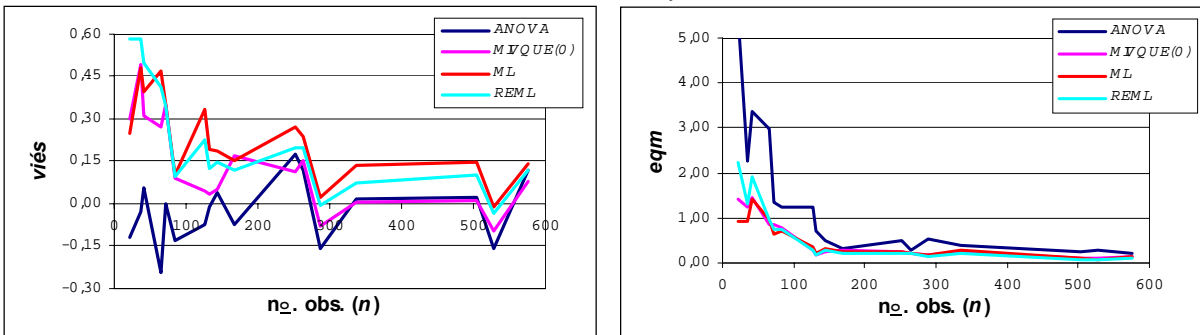 0,60
0,45
0,30
0,15
0,00
-0,15
-0,30
viés
0
100
200
300
400
500
600
nº. obs. (n)
ANOVA
MIVQUE(0)
ML
REML
5,00
4,00
3,00
2,00
1,00
0,00
eqm
0
100
200
300
400
500
600
nº. obs. (n)
ANOVA
MIVQUE(0)
ML
REML